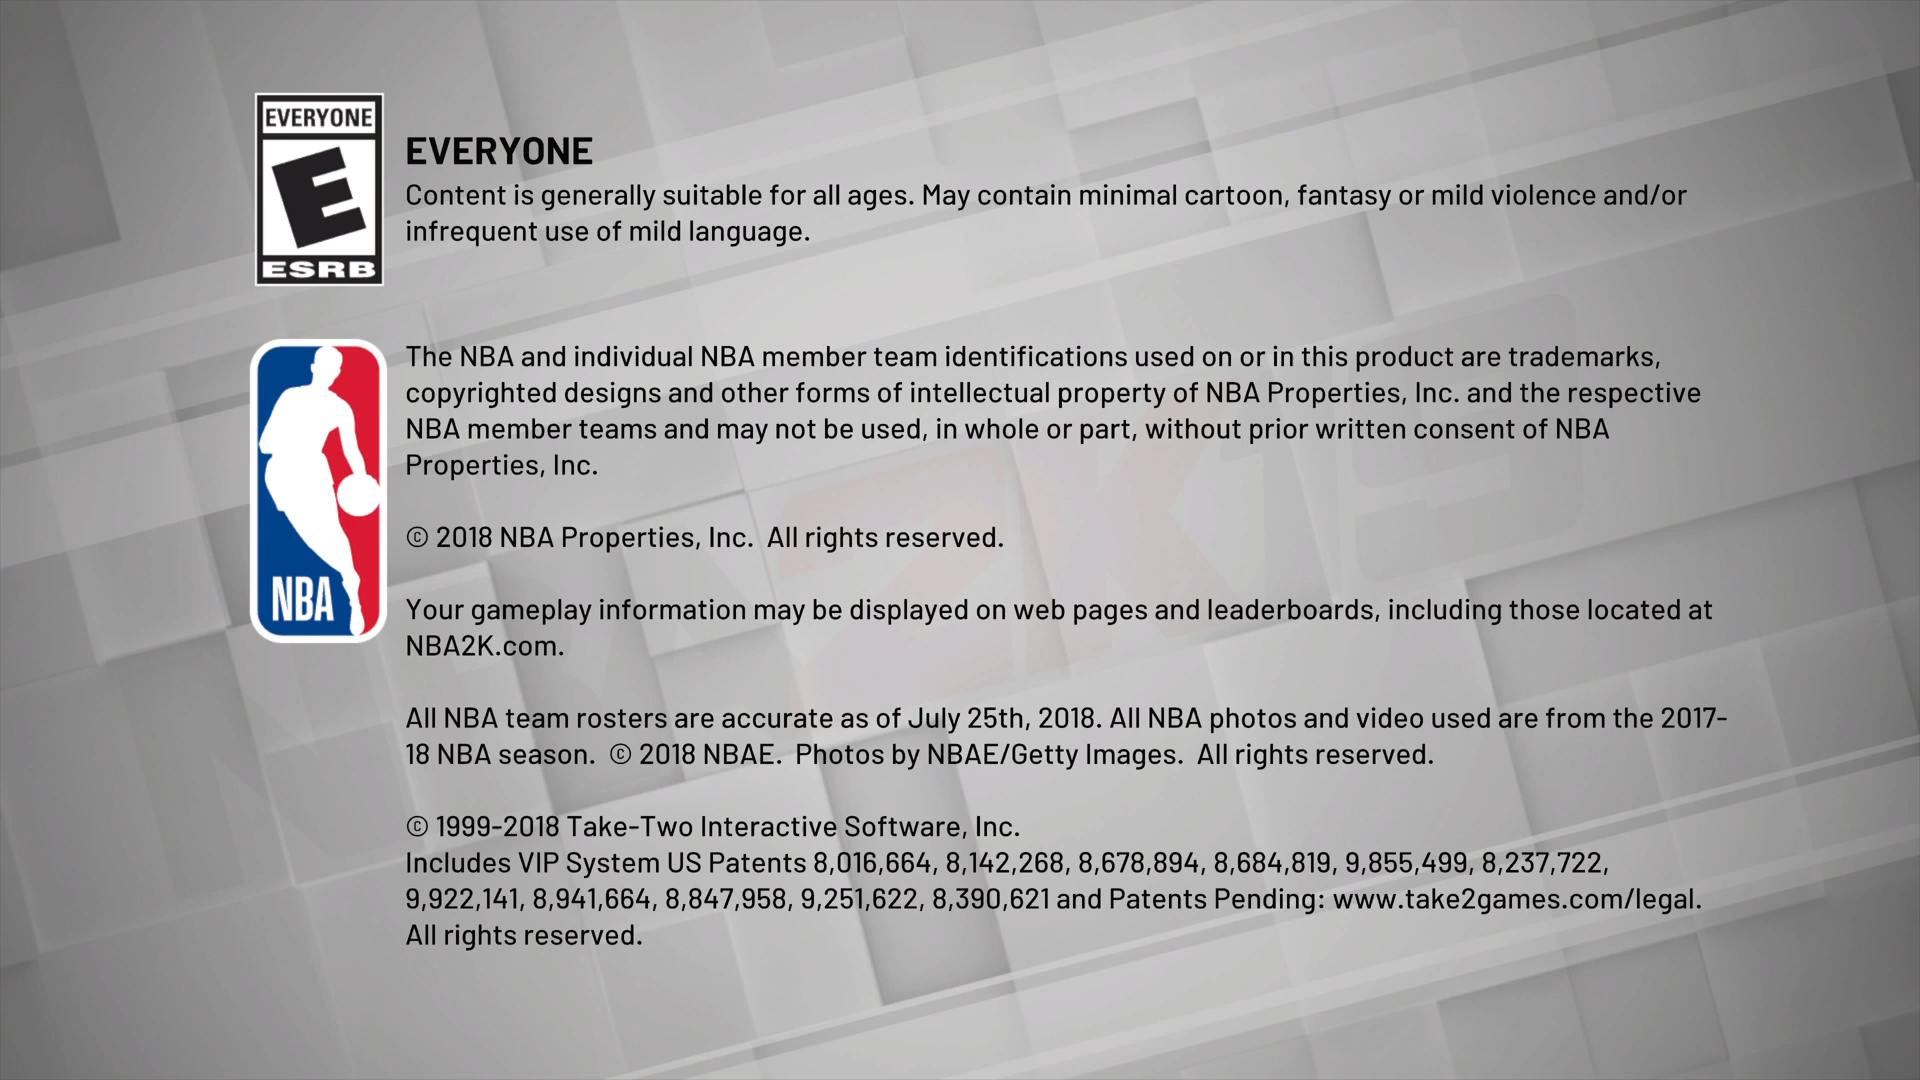 EVERYONE
E
ESRB
EVERYONE
Content is generally suitable for all ages. May contain minimal cartoon, fantasy or mild violence and/or
infrequent use of mild language.
NBA
The NBA and individual NBA member team identifications used on or in this product are trademarks,
copyrighted designs and other forms of intellectual property of NBA Properties, Inc. and the respective
NBA member teams and may not be used, in whole or part, without prior written consent of NBA
Properties, Inc.
© 2018 NBA Properties, Inc.  All rights reserved.
Your gameplay information may be displayed on web pages and leaderboards, including those located at
NBA2K.com.
All NBA team rosters are accurate as of July 25th, 2018. All NBA photos and video used are from the 2017-
18 NBA season.  © 2018 NBAE.  Photos by NBAE/Getty Images.  All rights reserved.
© 1999-2018 Take-Two Interactive Software, Inc.
Includes VIP System US Patents 8,016,664, 8,142,268, 8,678,894, 8,684,819, 9,855,499, 8,237,722,
9,922,141, 8,941,664, 8,847,958, 9,251,622, 8,390,621 and Patents Pending: www.take2games.com/legal.
All rights reserved.
2K19